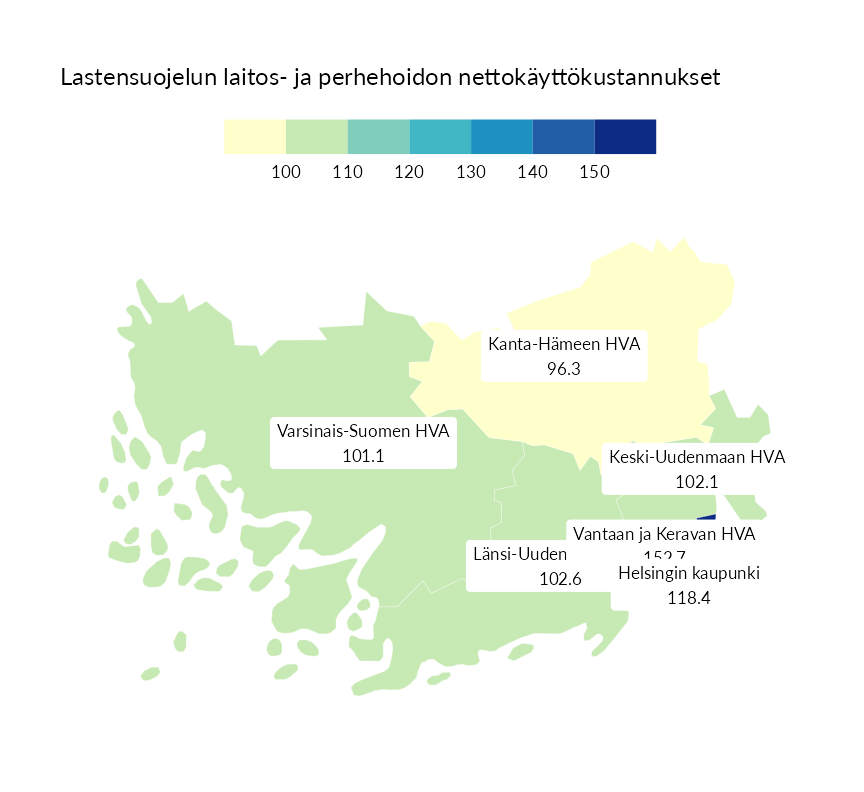 Lastensuojelun laitos- ja perhehoidon nettokäyttökustannukset
100 110 120 130 140 150
Kanta-Hämeen HVA
96.3
Varsinais-Suomen HVA
101.1
Keski-Uudenmaan HVA
102.1
Vantaan ja Keravan HVA
152.7
Länsi-Uuden
102.6
Helsingin kaupunki
118.4